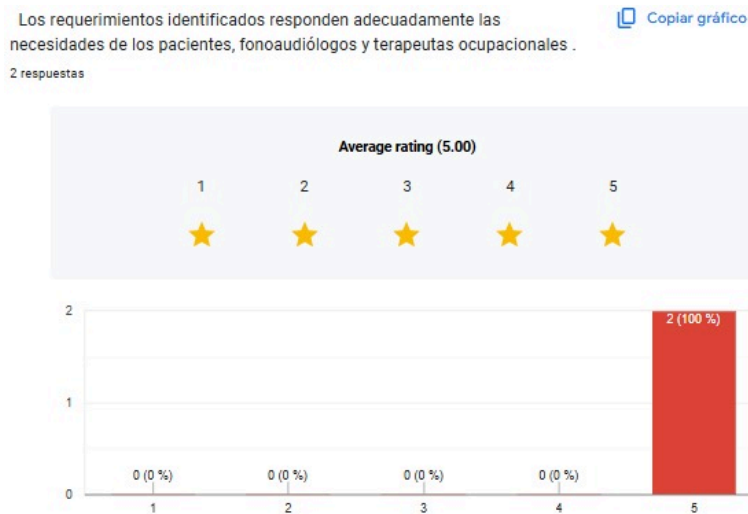 Los requerimientos identificados responden adecuadamente las
necesidades de los pacientes, fonoaudiólogos y terapeutas ocupacionales .
Copiar gráfico
2 respuestas
Average rating (5.00)
1 2 3 4 5
2
2 (100 %)
1
0 (0 %) 0 (0 %) 0 (0 %) 0 (0 %)
0
1 2 3 4 5